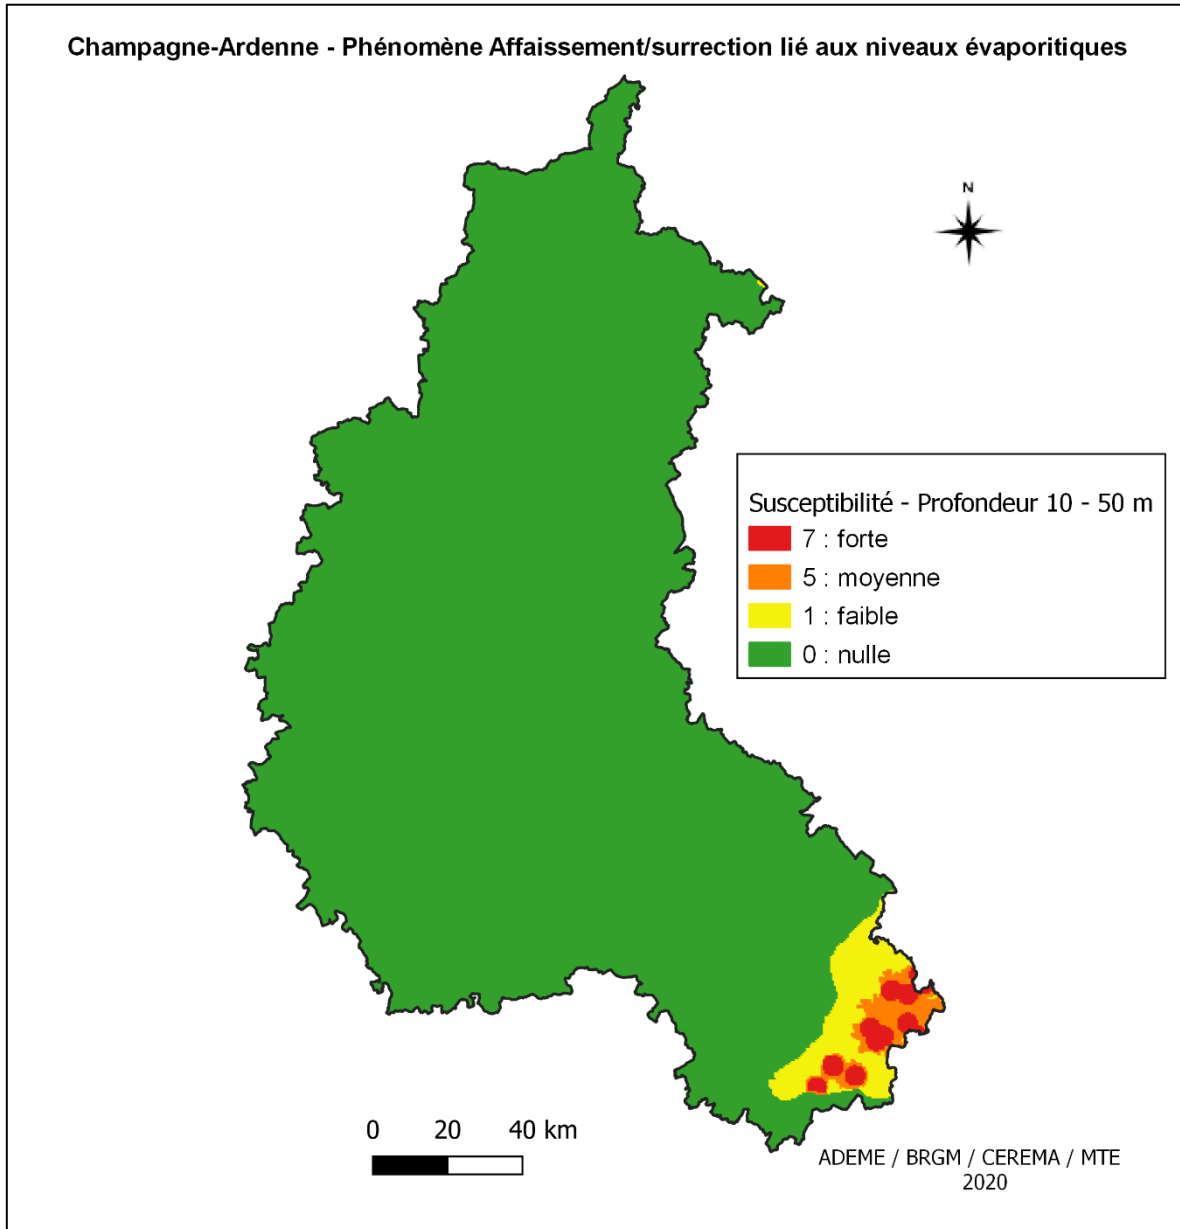 Champagne-Ardenne - Phénomène Affaissement/surrection lié aux niveaux évaporitiques
N
Susceptibilité - Profondeur 10 - 50 m
7 : forte
5 : moyenne
1 : faible
0 : nulle
0 20 40 km
ADEME / BRGM / CEREMA / MTE
2020